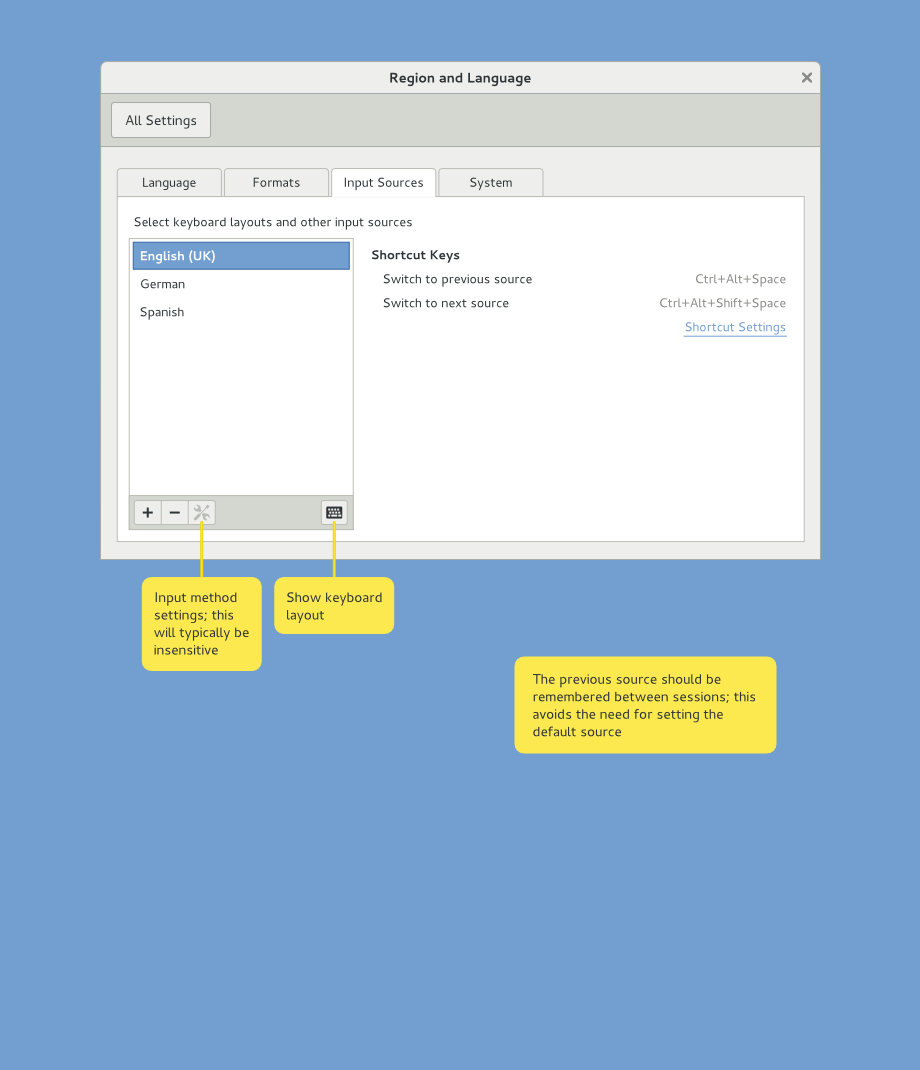 Region and Language
All Settings
Language
Formats
Input Sources
System
Select keyboard layouts and other input sources
English (UK)
German
Spanish
Shortcut Keys
Switch to previous source
Ctrl+Alt+Space
Switch to next source
Ctrl+Alt+Shift+Space
Shortcut Settings
Input method
settings; this
will typically be
insensitive
Show keyboard
layout
The previous source should be
remembered between sessions; this
avoids the need for setting the
default source